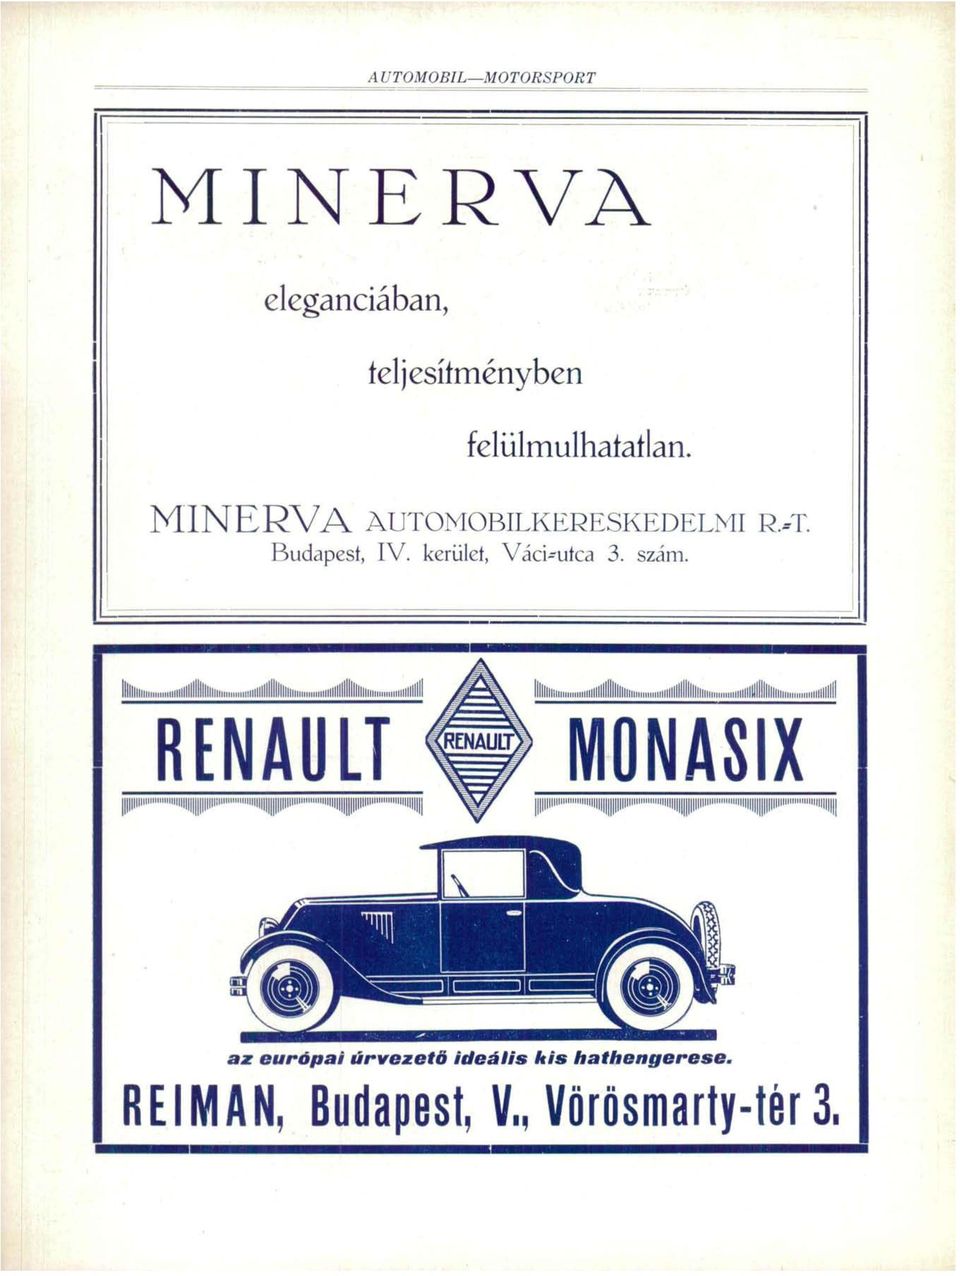 AUTOMOBIL—MOTORSPORT
MINERVA
eleganciában,
teljesítményben
felülmulhatatlan.
MINERVA AUTOMOBILKERESKEDELMI R.-T.
Budapest, IV. kerület, Váci-utca 3. szám.
RENAULT RENAULT MONASIX
az európai úrvezető ideális kis hathengerese.
REIMAN, Budapest, V., Vörösmarty-tér 3.